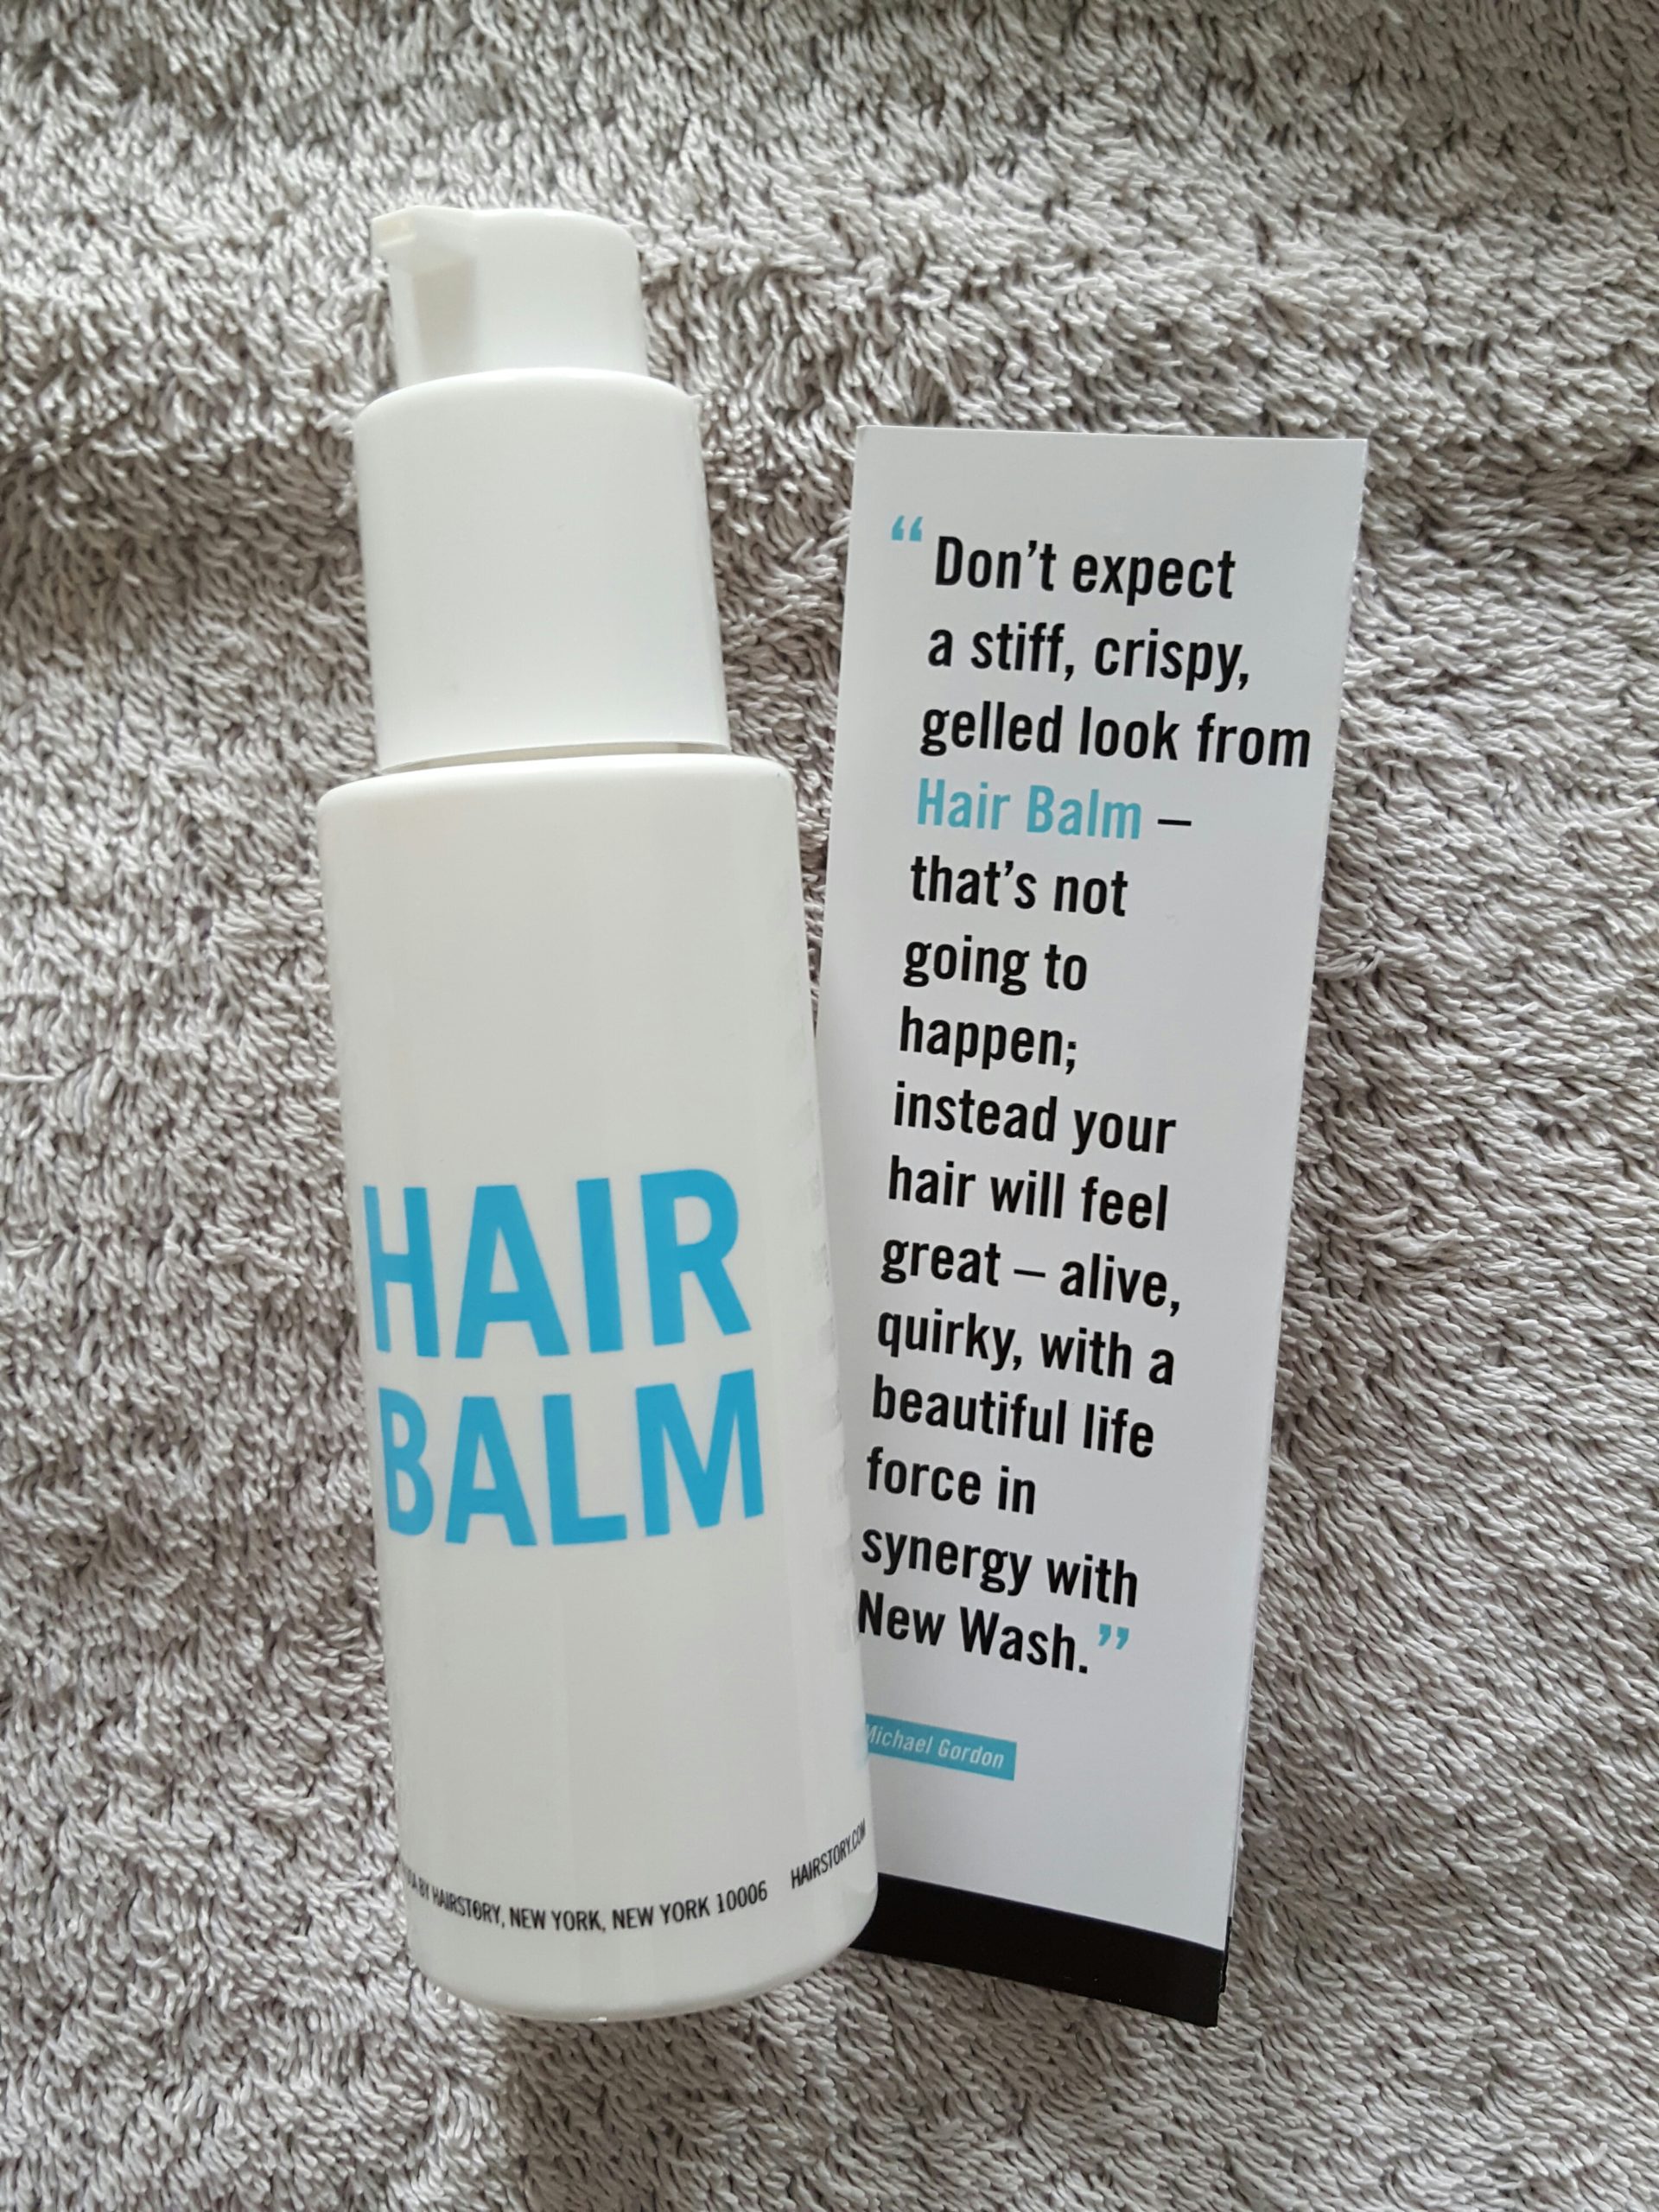 HAIR
BALM
BY HAIRSTORY, NEW YORK, NEW YORK 10006 HAIRSTORY.COM
“ Don’t expect
a stiff, crispy,
gelled look from
Hair Balm –
that’s not
going to
happen;
instead your
hair will feel
great – alive,
quirky, with a
beautiful life
force in
synergy with
New Wash. ”
Michael Gordon